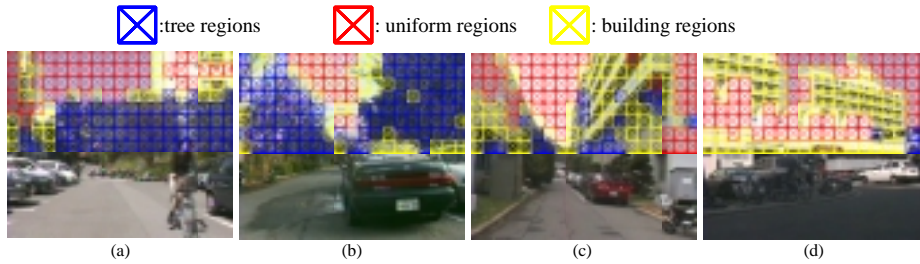 :tree regions : uniform regions : building regions
(a) (b) (c) (d)